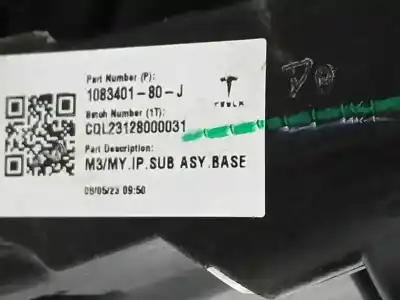 Part Number (P):
1083401-80-J
TESLA
Batch Number (1T):
CQL23128000031
Part Description:
M3/MY.IP.SUB ASY.BASE
08/05/23 09:50